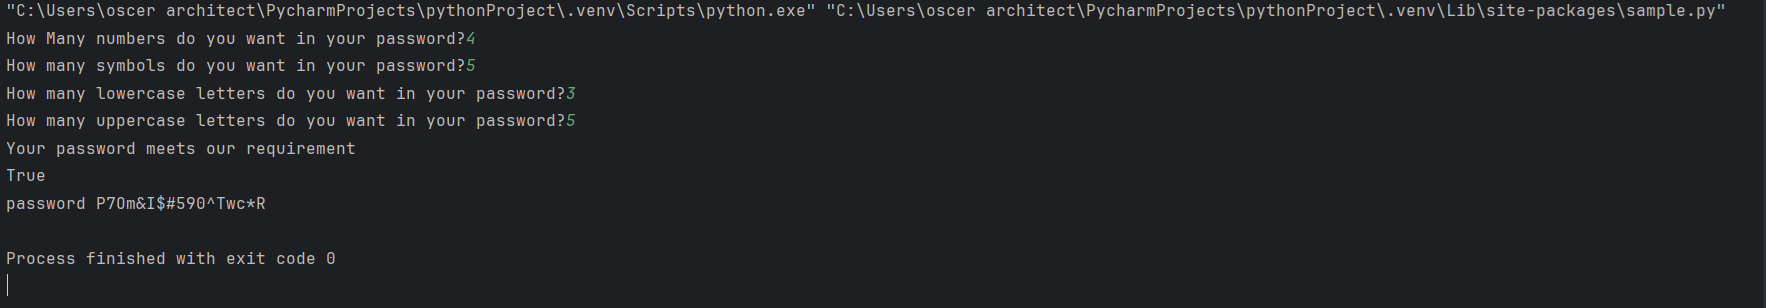 "C:\Users\oscer architect\PycharmProjects\pythonProject\.venv\Scripts\python.exe" "C:\Users\oscer architect\PycharmProjects\pythonProject\.venv\Lib\site-packages\sample.py"
How Many numbers do you want in your password?4
How many symbols do you want in your password?5
How many lowercase letters do you want in your password?3
How many uppercase letters do you want in your password?5
Your password meets our requirement
True
password P7Om&I$#590^Twc*R
Process finished with exit code 0